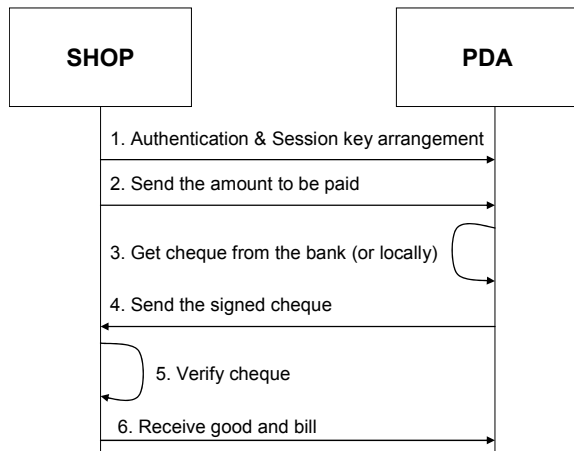 SHOP
PDA
1. Authentication & Session key arrangement
2. Send the amount to be paid
3. Get cheque from the bank (or locally)
4. Send the signed cheque
5. Verify cheque
6. Receive good and bill